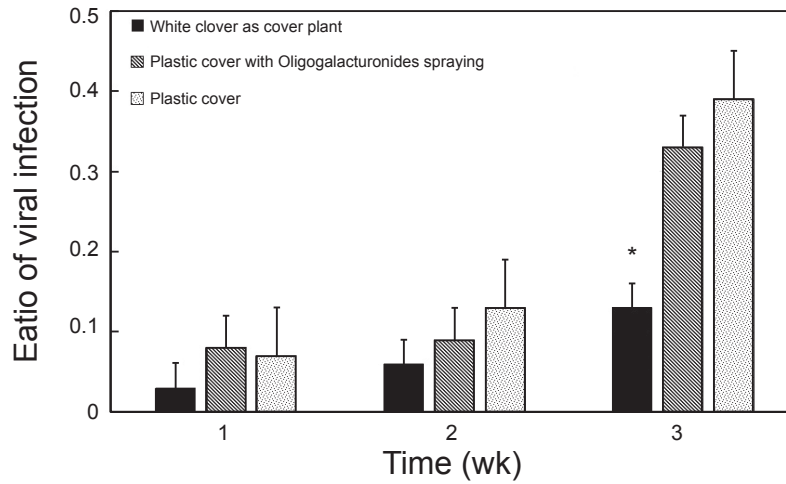 0.5
White clover as cover plant
Plastic cover with Oligogalacturonides spraying
Plastic cover
0.4
0.3
0.2
0.1
0
*
Eatio of viral infection
1 2 3
Time (wk)